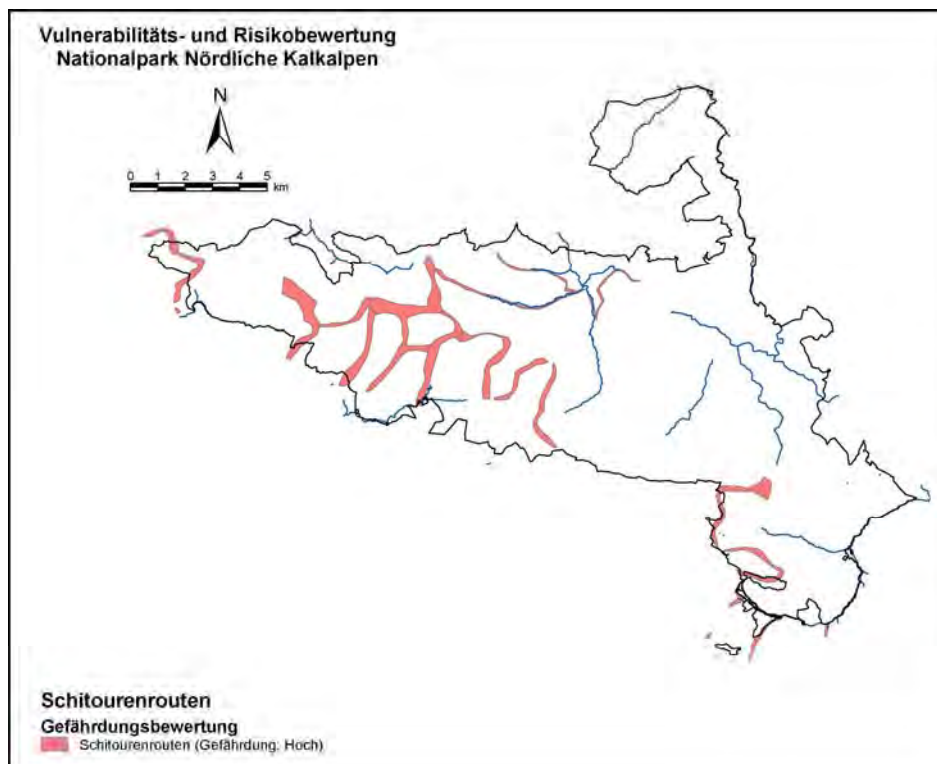 Vulnerabilitäts- und Risikobewertung
Nationalpark Nördliche Kalkalpen
N
0 1 2 3 4 5
km
Schitourenrouten
Gefährdungsbewertung
Schitourenrouten (Gefährdung: Hoch)